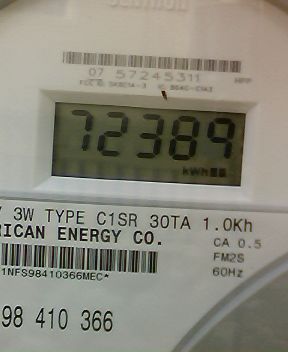 CENTRON
07 57245311
72389
kWh
3W TYPE C1SR 30TA 1.0Kh
RICAN ENERGY CO.
CA 0.5
FM2S
60Hz
1NFS98410366MEC*
98 410 366